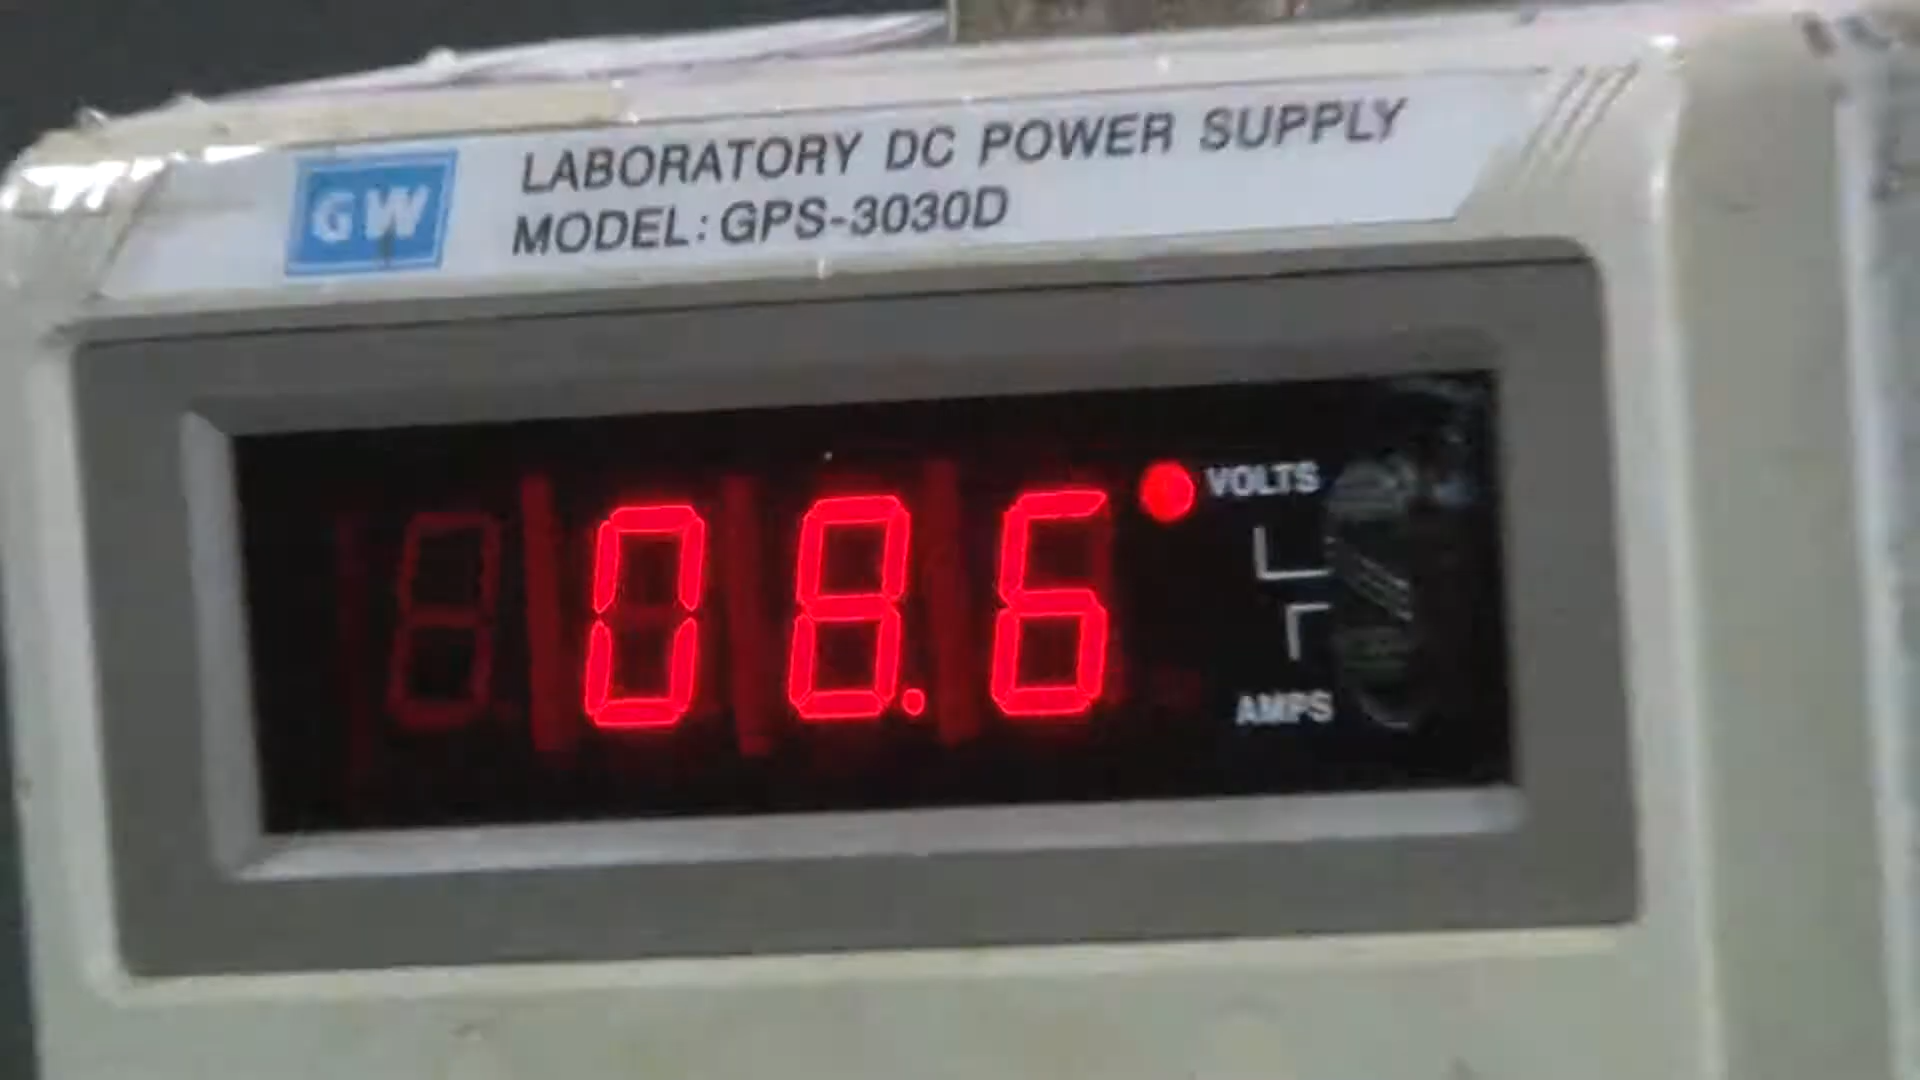 GW
LABORATORY DC POWER SUPPLY
MODEL: GPS-3030D
08.6
VOLTS
AMPS